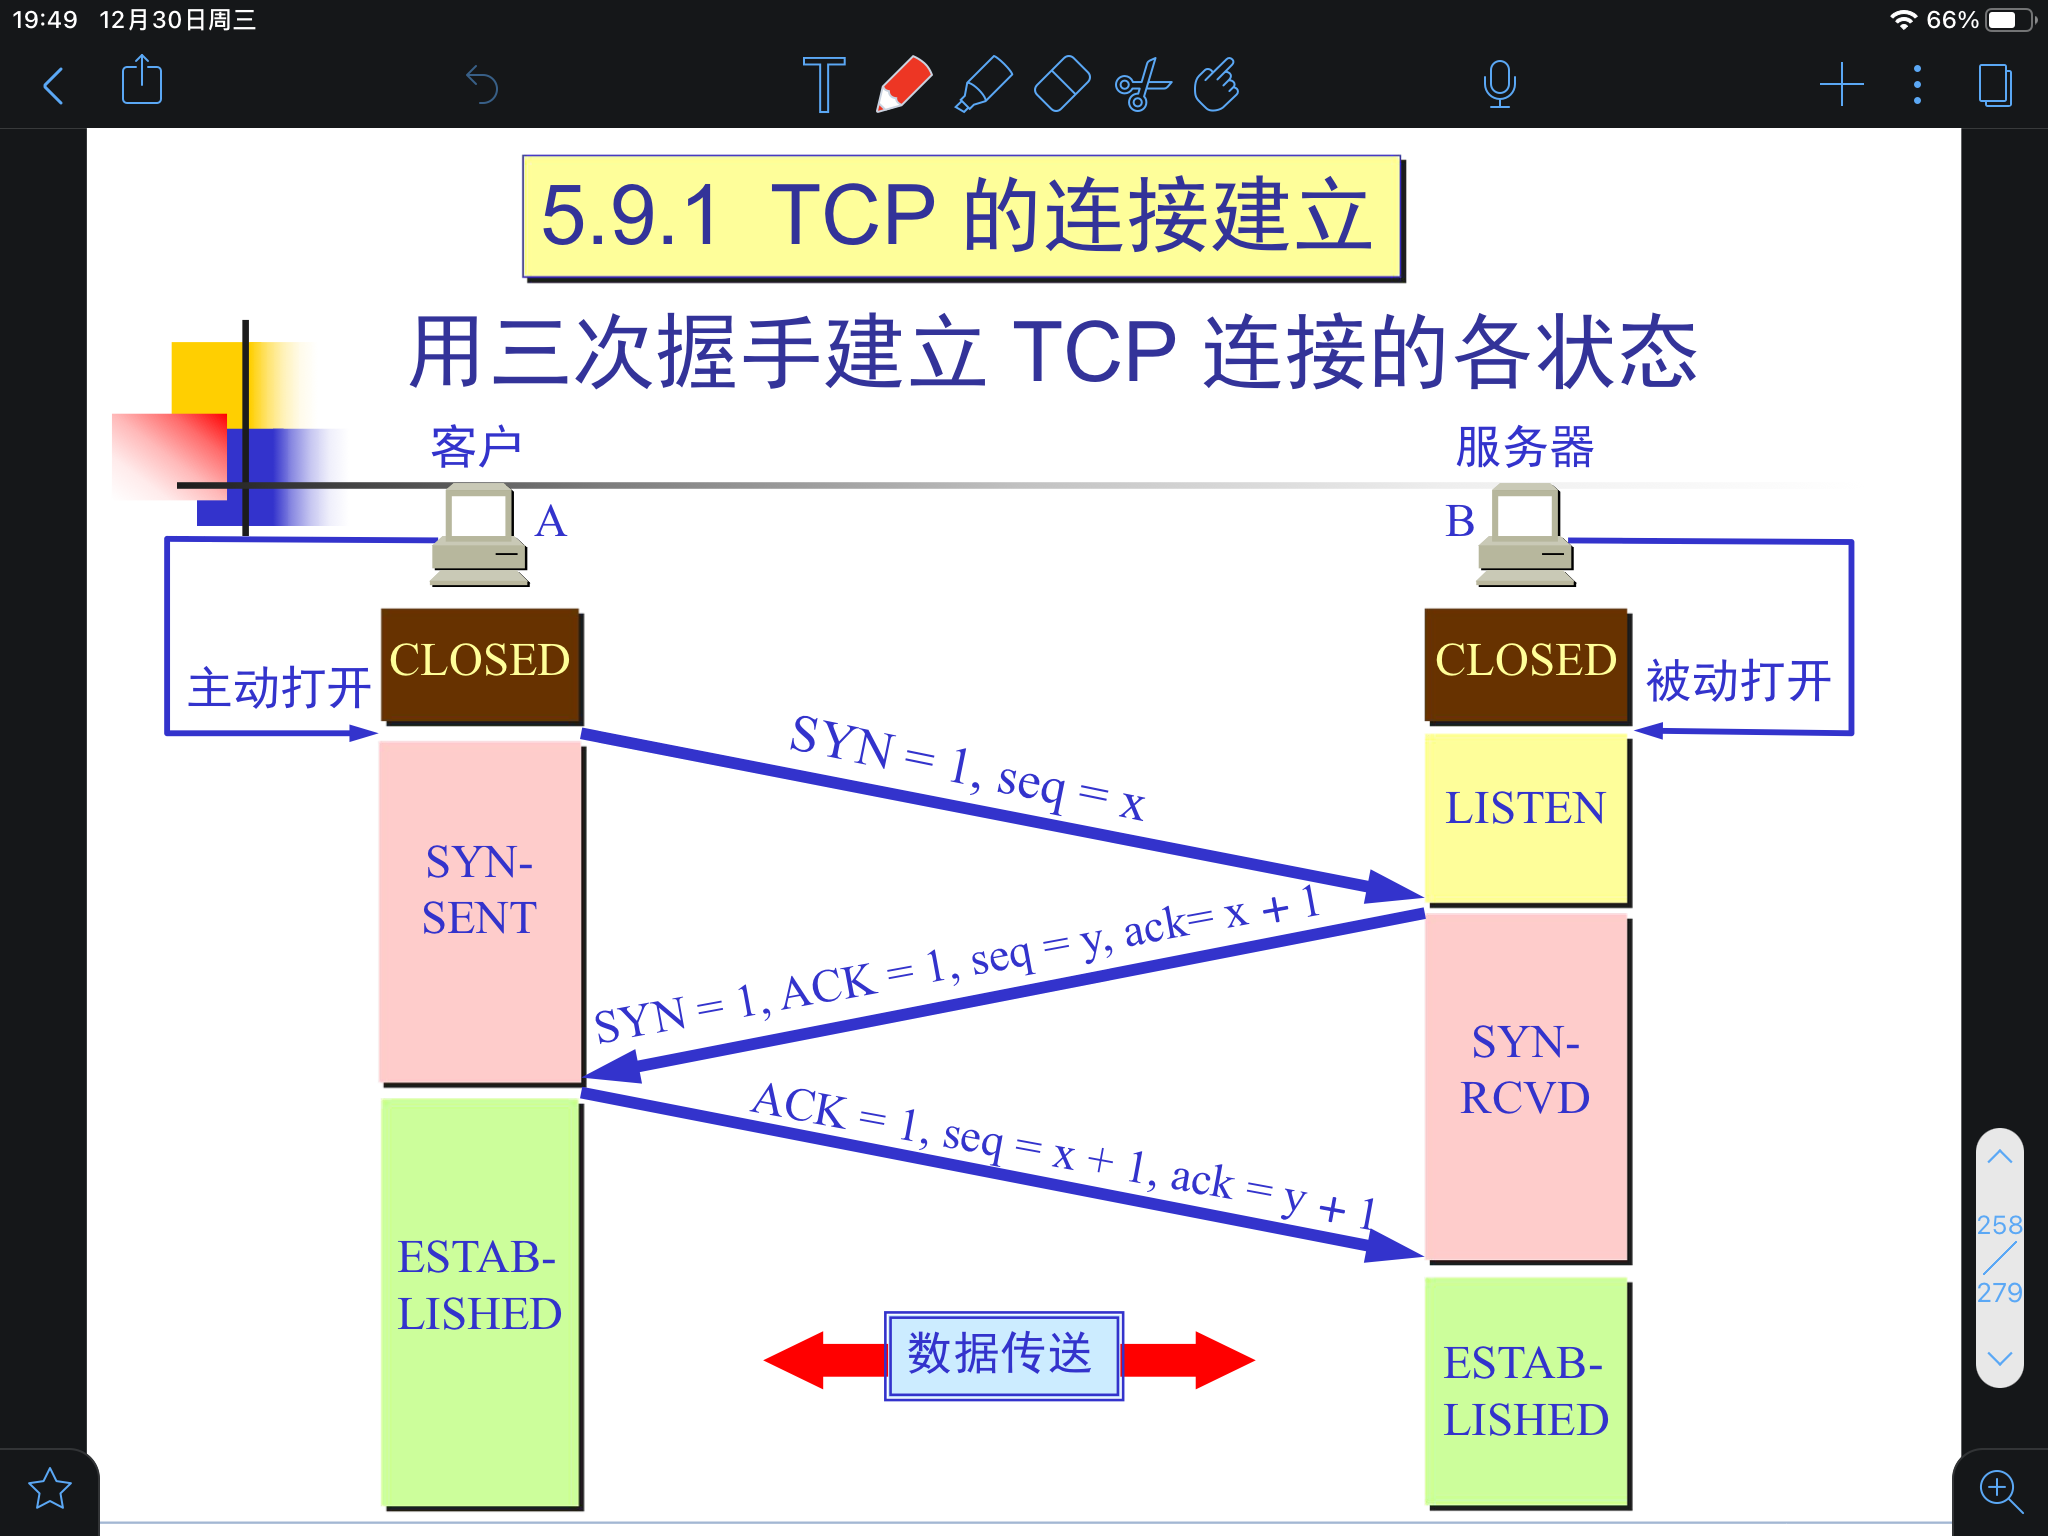 19:49 12月30日周三
66%
5.9.1 TCP 的连接建立
用三次握手建立 TCP 连接的各状态
客户
服务器
A
B
CLOSED
CLOSED
主动打开
被动打开
SYN = 1, seq = x
LISTEN
SYN-
SENT
SYN = 1, ACK = 1, seq = y, ack= x + 1
SYN-
RCVD
ACK = 1, seq = x + 1, ack = y + 1
258
279
ESTAB-
LISHED
数据传送
ESTAB-
LISHED